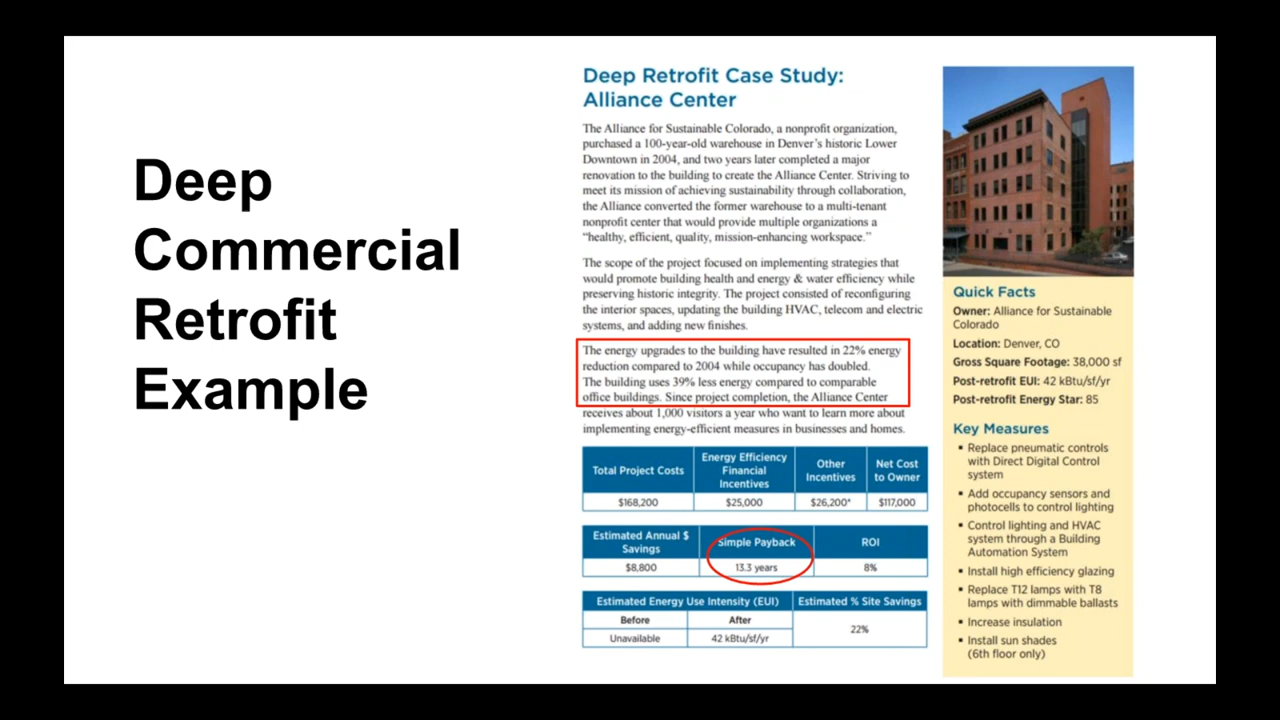 Deep
Commercial
Retrofit
Example
Deep Retrofit Case Study:
Alliance Center
The Alliance for Sustainable Colorado, a nonprofit organization,
purchased a 100-year-old warehouse in Denver's historic Lower
Downtown in 2004, and two years later completed a major
renovation to the building to create the Alliance Center. Striving to
meet its mission of achieving sustainability through collaboration,
the Alliance converted the former warehouse to a multi-tenant
nonprofit center that would provide multiple organizations a
“healthy, efficient, quality, mission-enhancing workspace.”
The scope of the project focused on implementing strategies that
would promote building health and energy & water efficiency while
preserving historic integrity. The project consisted of reconfiguring
the interior spaces, updating the building HVAC, telecom and electric
systems, and adding new finishes.
The energy upgrades to the building have resulted in 22% energy
reduction compared to 2004 while occupancy has doubled.
The building uses 39% less energy compared to comparable
office buildings. Since project completion, the Alliance Center
receives about 1,000 visitors a year who want to learn more about
implementing energy-efficient measures in businesses and homes.
Total Project Costs
Energy Efficiency
Financial
Incentives
Other
Incentives
Net Cost
to Owner
$168,200
$25,000
$26,200*
$117,000
Estimated Annual $
Savings
Simple Payback
ROI
$8,800
13.3 years
8%
Estimated Energy Use Intensity (EUI)
Estimated % Site Savings
Before
After
22%
Unavailable
42 kBtu/sf/yr
Quick Facts
Owner: Alliance for Sustainable
Colorado
Location: Denver, CO
Gross Square Footage: 38,000 sf
Post-retrofit EUI: 42 kBtu/sf/yr
Post-retrofit Energy Star: 85
Key Measures
▪ Replace pneumatic controls
with Direct Digital Control
system
▪ Add occupancy sensors and
photocells to control lighting
▪ Control lighting and HVAC
system through a Building
Automation System
▪ Install high efficiency glazing
▪ Replace T12 lamps with T8
lamps with dimmable ballasts
▪ Increase insulation
▪ Install sun shades
(6th floor only)